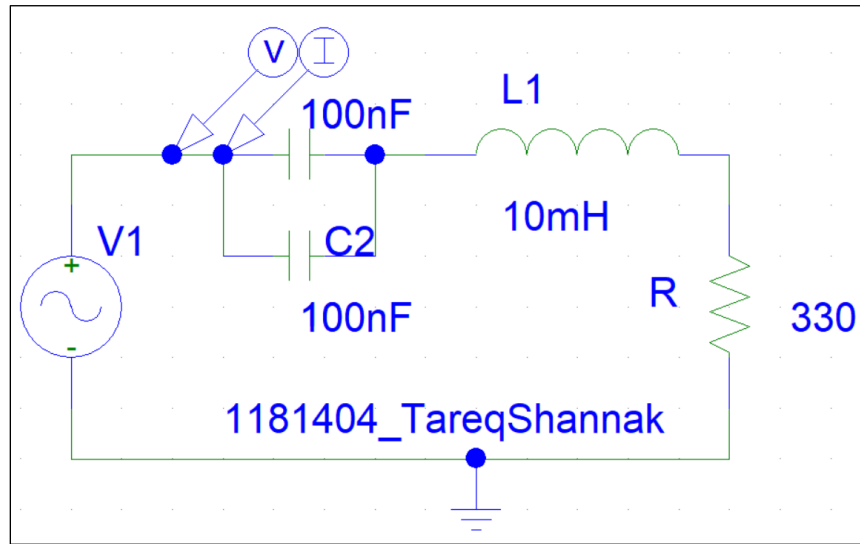 V I
100nF
L1
V1
C2
10mH
R
330
100nF
+
-
1181404_TareqShannak